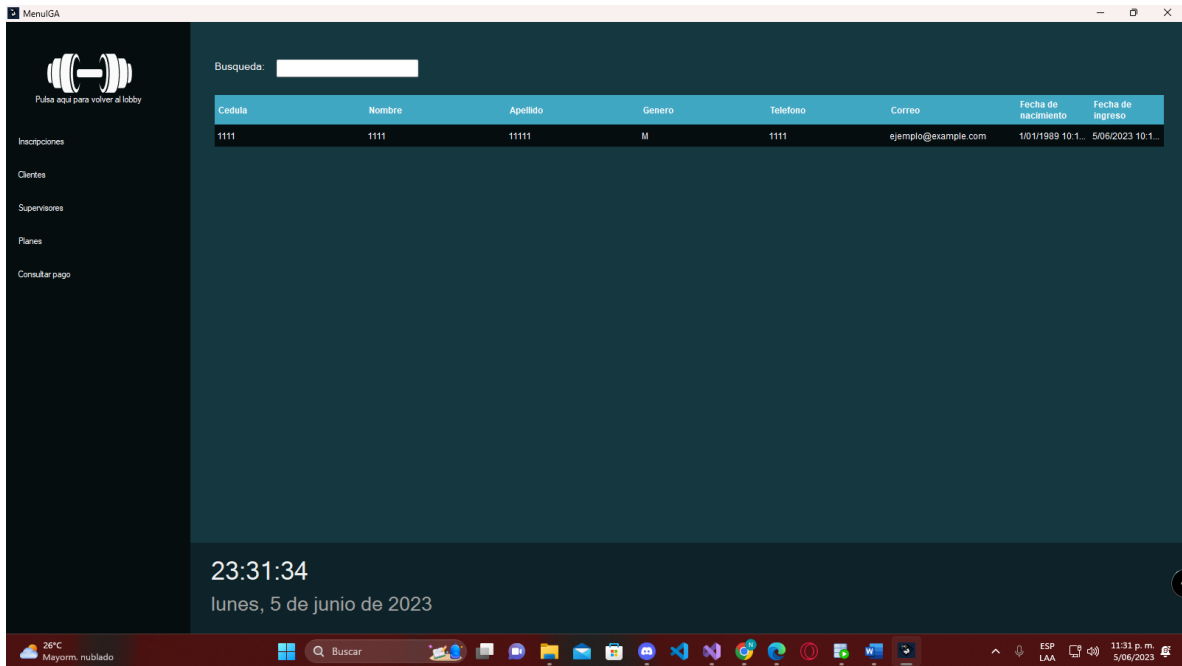 MenuIGA
Pulsa aquí para volver al lobby
Inscripciones
Clientes
Supervisores
Planes
Consultar pago
Busqueda:
Cedula Nombre Apellido Genero Telefono Correo Fecha de nacimiento Fecha de ingreso
1111 1111 11111 M 1111 ejemplo@example.com 1/01/1989 10:1... 5/06/2023 10:1...
23:31:34
lunes, 5 de junio de 2023
26°C
Mayorm. nublado
Buscar
ESP
LAA
11:31 p. m.
5/06/2023